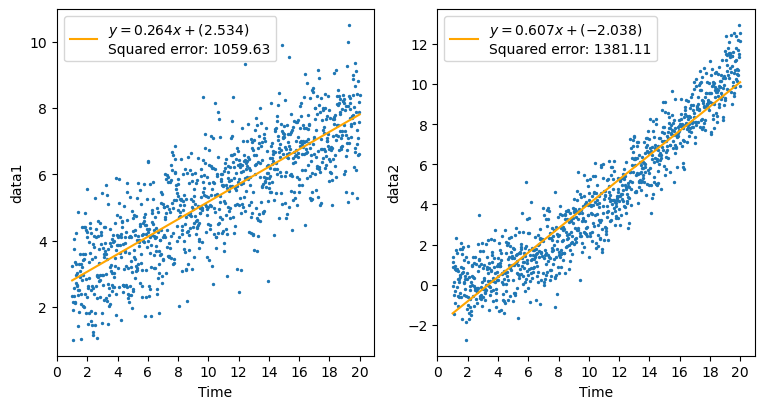 y = 0.264x + (2.534)
Squared error: 1059.63
data1
10
8
6
4
2
0 2 4 6 8 10 12 14 16 18 20
Time
y = 0.607x + (−2.038)
Squared error: 1381.11
data2
12
10
8
6
4
2
0
−2
0 2 4 6 8 10 12 14 16 18 20
Time